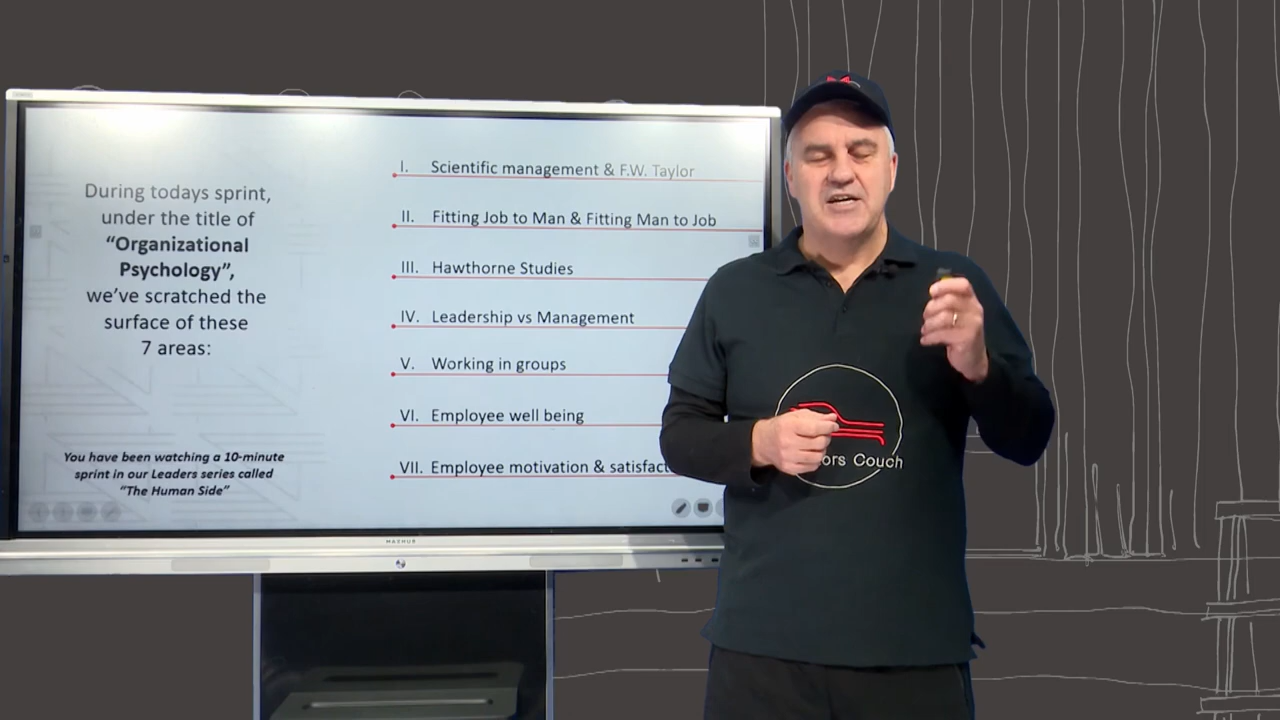 During todays sprint,
under the title of
“Organizational
Psychology”,
we’ve scratched the
surface of these
7 areas:
You have been watching a 10-minute
sprint in our Leaders series called
“The Human Side”
I. Scientific management & F.W. Taylor
II. Fitting Job to Man & Fitting Man to Job
III. Hawthorne Studies
IV. Leadership vs Management
V. Working in groups
VI. Employee well being
VII. Employee motivation & satisfact
ors Couch
MAXHUB